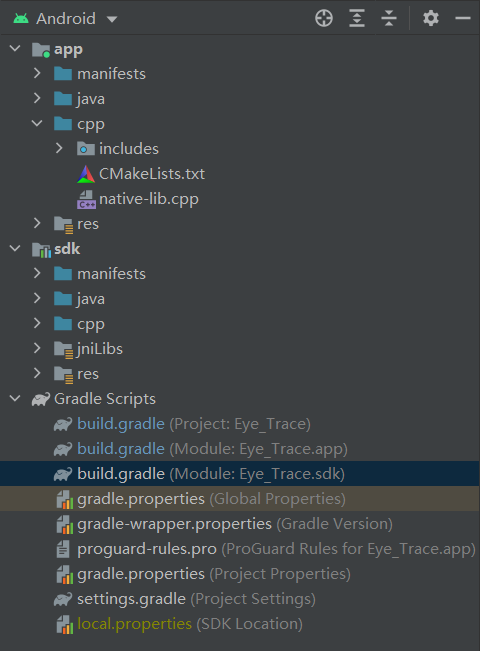 Android
app
manifests
java
cpp
includes
CMakeLists.txt
C++ native-lib.cpp
res
sdk
manifests
java
cpp
jniLibs
res
Gradle Scripts
build.gradle (Project: Eye_Trace)
build.gradle (Module: Eye_Trace.app)
build.gradle (Module: Eye_Trace.sdk)
gradle.properties (Global Properties)
gradle-wrapper.properties (Gradle Version)
proguard-rules.pro (ProGuard Rules for Eye_Trace.app)
gradle.properties (Project Properties)
settings.gradle (Project Settings)
local.properties (SDK Location)